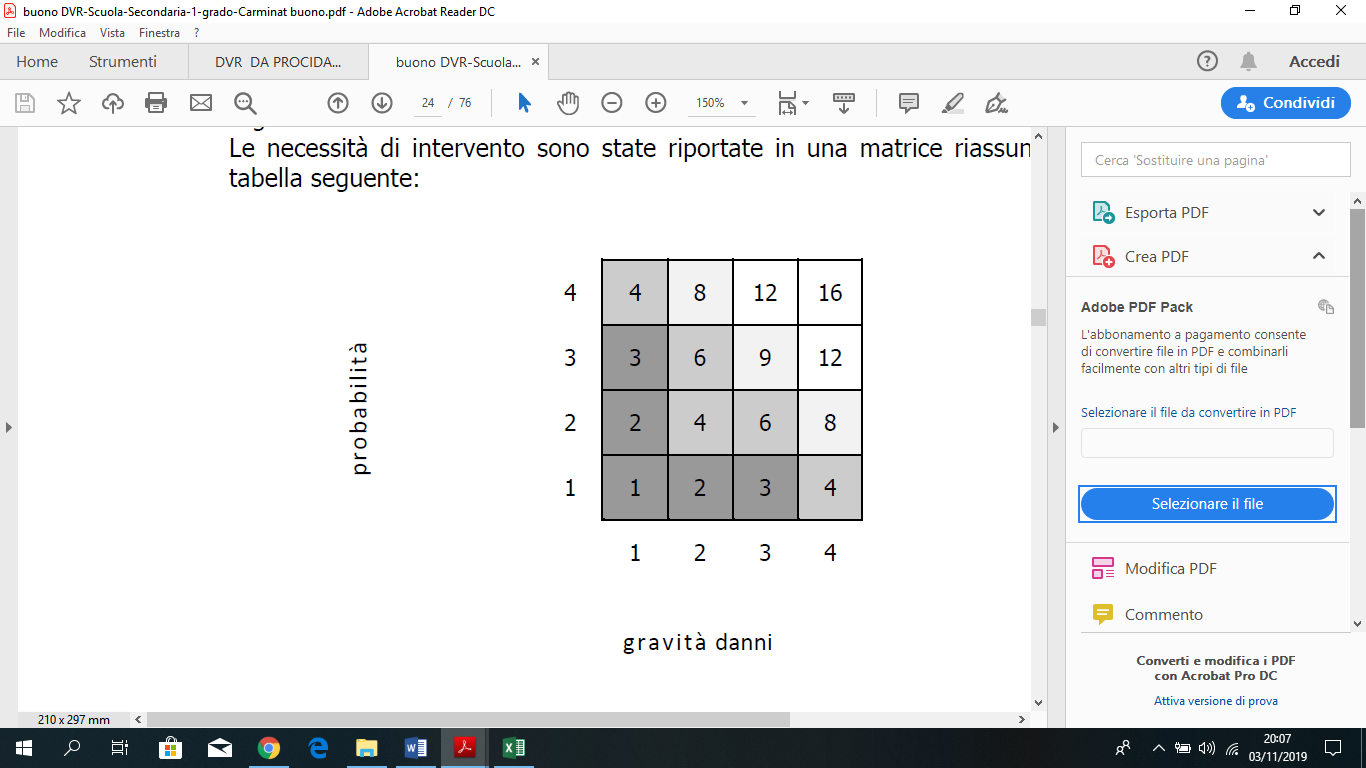 buono DVR-Scuola-Secondaria-1-grado-Carminat buono.pdf - Adobe Acrobat Reader DC
File Modifica Vista Finestra ?
Home Strumenti DVR DA PROCIDA... buono DVR-Scuola... × Accedi
24 / 76 150% Condividi
Le necessità di intervento sono state riportate in una matrice riassun
tabella seguente:
probabilità
4 4 8 12 16
3 3 6 9 12
2 2 4 6 8
1 1 2 3 4
1 2 3 4
gravità danni
210 x 297 mm
Cerca 'Sostituire una pagina'
Esporta PDF
Crea PDF
Adobe PDF Pack
L'abbonamento a pagamento consente
di convertire file in PDF e combinarli
facilmente con altri tipi di file
Selezionare il file da convertire in PDF
Selezionare il file
Modifica PDF
Commento
Converti e modifica i PDF
con Acrobat Pro DC
Attiva versione di prova
20:07
03/11/2019